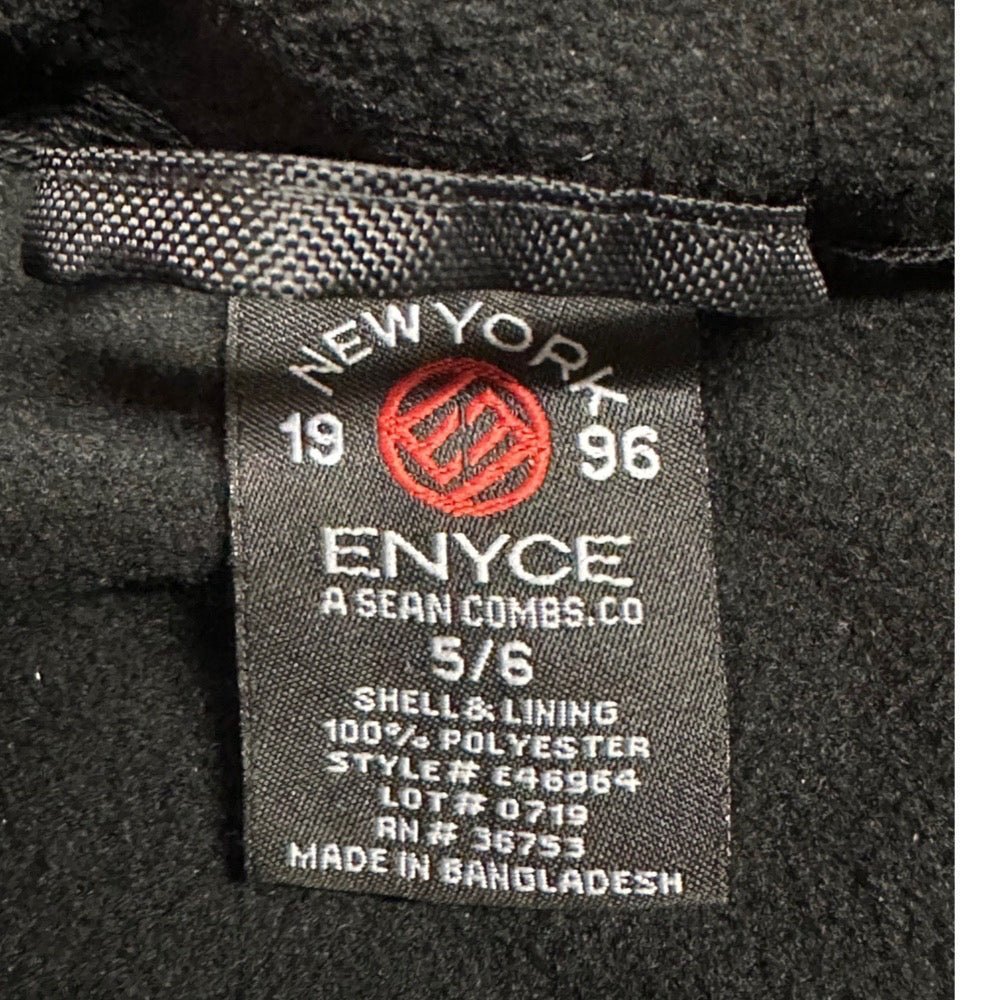 NEW YORK
19 96
ENYCE
A SEAN COMBS.CO
5/6
SHELL & LINING
100% POLYESTER
STYLE# E46964
LOT# 0719
RN# 36753
MADE IN BANGLADESH